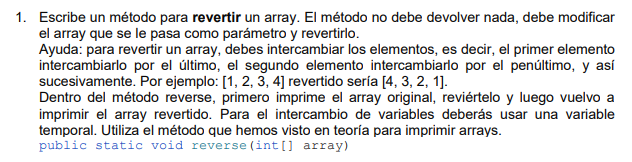 1. Escribe un método para revertir un array. El método no debe devolver nada, debe modificar
el array que se le pasa como parámetro y revertirlo.
Ayuda: para revertir un array, debes intercambiar los elementos, es decir, el primer elemento
intercambiarlo por el último, el segundo elemento intercambiarlo por el penúltimo, y así
sucesivamente. Por ejemplo: [1, 2, 3, 4] revertido sería [4, 3, 2, 1].
Dentro del método reverse, primero imprime el array original, reviértelo y luego vuelvo a
imprimir el array revertido. Para el intercambio de variables deberás usar una variable
temporal. Utiliza el método que hemos visto en teoría para imprimir arrays.
public static void reverse(int[] array)